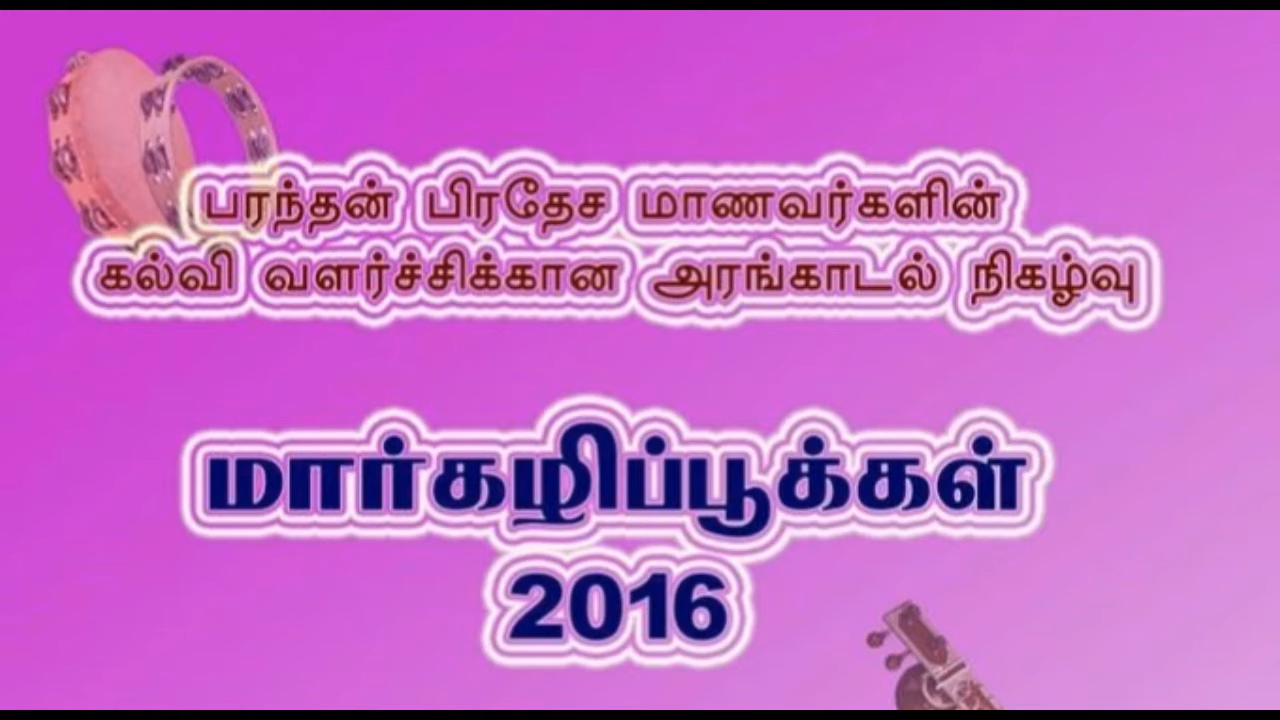 பரந்தன் பிரதேச மாணவர்களின்
கல்வி வளர்ச்சிக்கான அரங்காடல் நிகழ்வு
மார்கழிப்பூக்கள்
2016